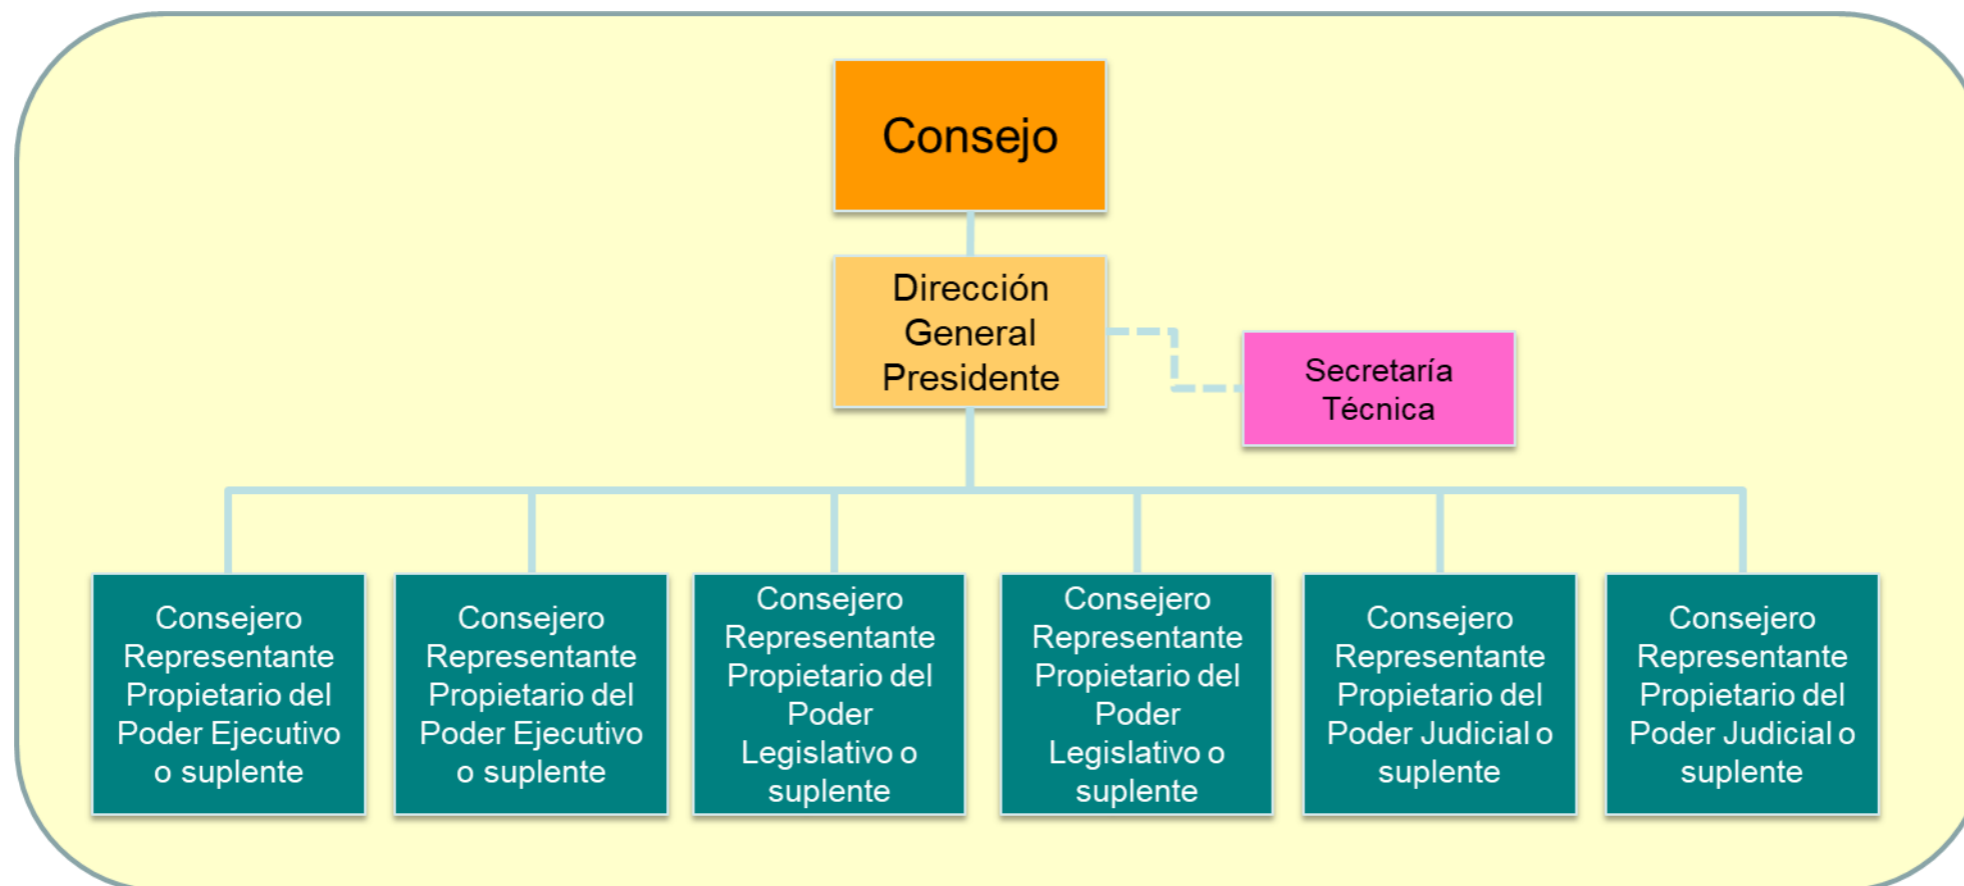 Consejo
Dirección
General
Presidente
Secretaría
Técnica
Consejero
Representante
Propietario del
Poder Ejecutivo
o suplente
Consejero
Representante
Propietario del
Poder Ejecutivo
o suplente
Consejero
Representante
Propietario del
Poder
Legislativo o
suplente
Consejero
Representante
Propietario del
Poder
Legislativo o
suplente
Consejero
Representante
Propietario del
Poder Judicial o
suplente
Consejero
Representante
Propietario del
Poder Judicial o
suplente